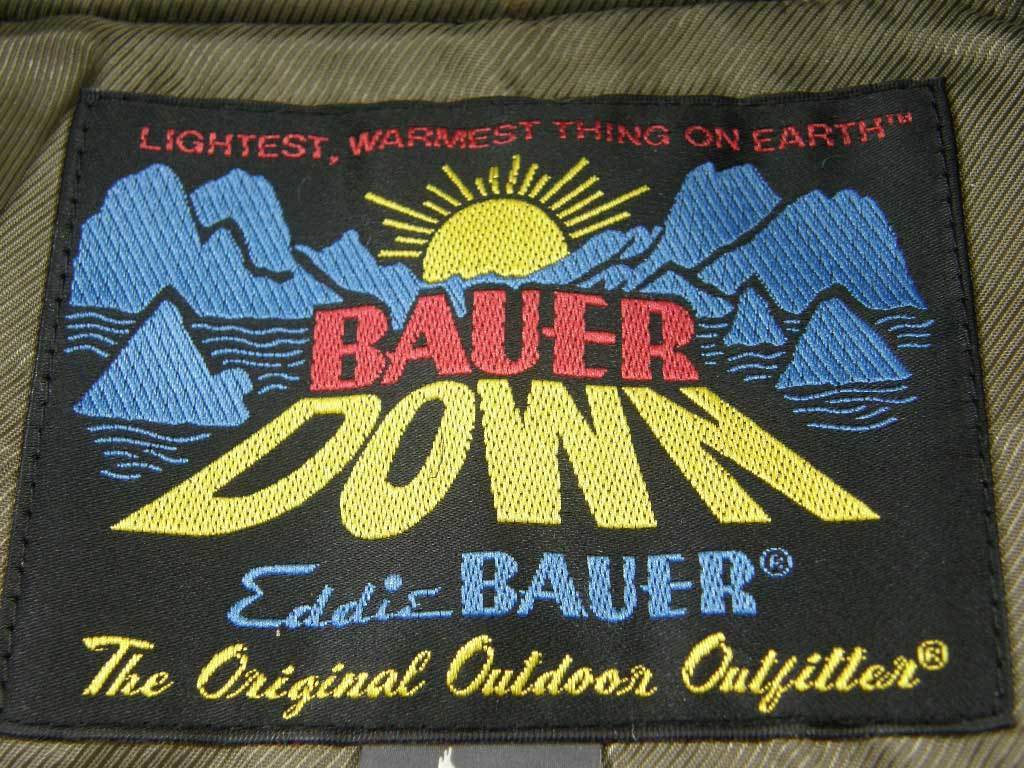 LIGHTEST, WARMEST THING ON EARTH™
BAUER
DOWN
Eddie BAUER®
The Original Outdoor Outfitter®